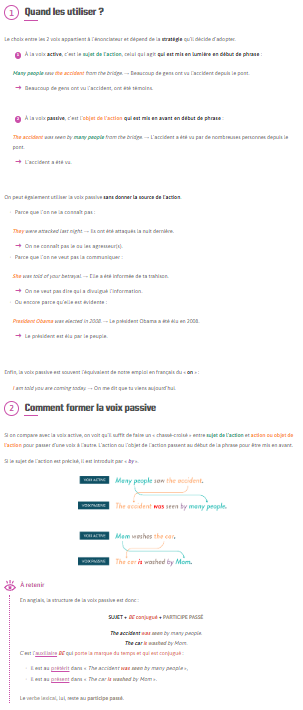 1 Quand les utiliser ?
Le choix entre les 2 voix appartient à l'énonciateur et dépend de la stratégie qu'il décide d'adopter.
À la voix active, c'est le sujet de l'action, celui qui agit qui est mis en lumière en début de phrase :
Many people saw the accident from the bridge. → Beaucoup de gens ont vu l'accident depuis le pont.
→ Beaucoup de gens ont vu l'accident, ont été témoins.
À la voix passive, c'est l'objet de l'action qui est mis en avant en début de phrase :
The accident was seen by many people from the bridge. → L'accident a été vu par de nombreuses personnes depuis le
pont.
→ L'accident a été vu.
On peut également utiliser la voix passive sans donner la source de l'action.
· Parce que l'on ne la connaît pas :
They were attacked last night. → Ils ont été attaqués la nuit dernière.
→ On ne connaît pas le ou les agresseur(s).
· Parce que l'on ne veut pas la communiquer :
She was told of your betrayal. → Elle a été informée de ta trahison.
→ On ne veut pas dire qui a divulgué l'information.
· Ou encore parce qu'elle est évidente :
President Obama was elected in 2008. → Le président Obama a été élu en 2008.
→ Le président est élu par le peuple.
Enfin, la voix passive est souvent l'équivalent de notre emploi en français du « on » :
I am told you are coming today. → On me dit que tu viens aujourd'hui.
2 Comment former la voix passive
Si on compare avec la voix active, on voit qu'il suffit de faire un « chassé-croisé » entre sujet de l'action et action ou objet de
l'action pour passer d'une voix à l'autre. L'action ou l'objet de l'action passent au début de la phrase pour être mis en avant.
Si le sujet de l'action est précisé, il est introduit par « by ».
VOIX ACTIVE Many people saw the accident.
VOIX PASSIVE The accident was seen by many people.
VOIX ACTIVE Mom washes the car.
VOIX PASSIVE The car is washed by Mom.
À retenir
En anglais, la structure de la voix passive est donc :
SUJET + BE conjugué + PARTICIPE PASSÉ
The accident was seen by many people
The car is washed by Mom.
C'est l'auxiliaire BE qui porte la marque du temps et qui est conjugué :
· Il est au présent dans « The accident was seen by many people »,
· Il est au présent dans « The car is washed by Mom ».
Le verbe lexical, lui, reste au participe passé.